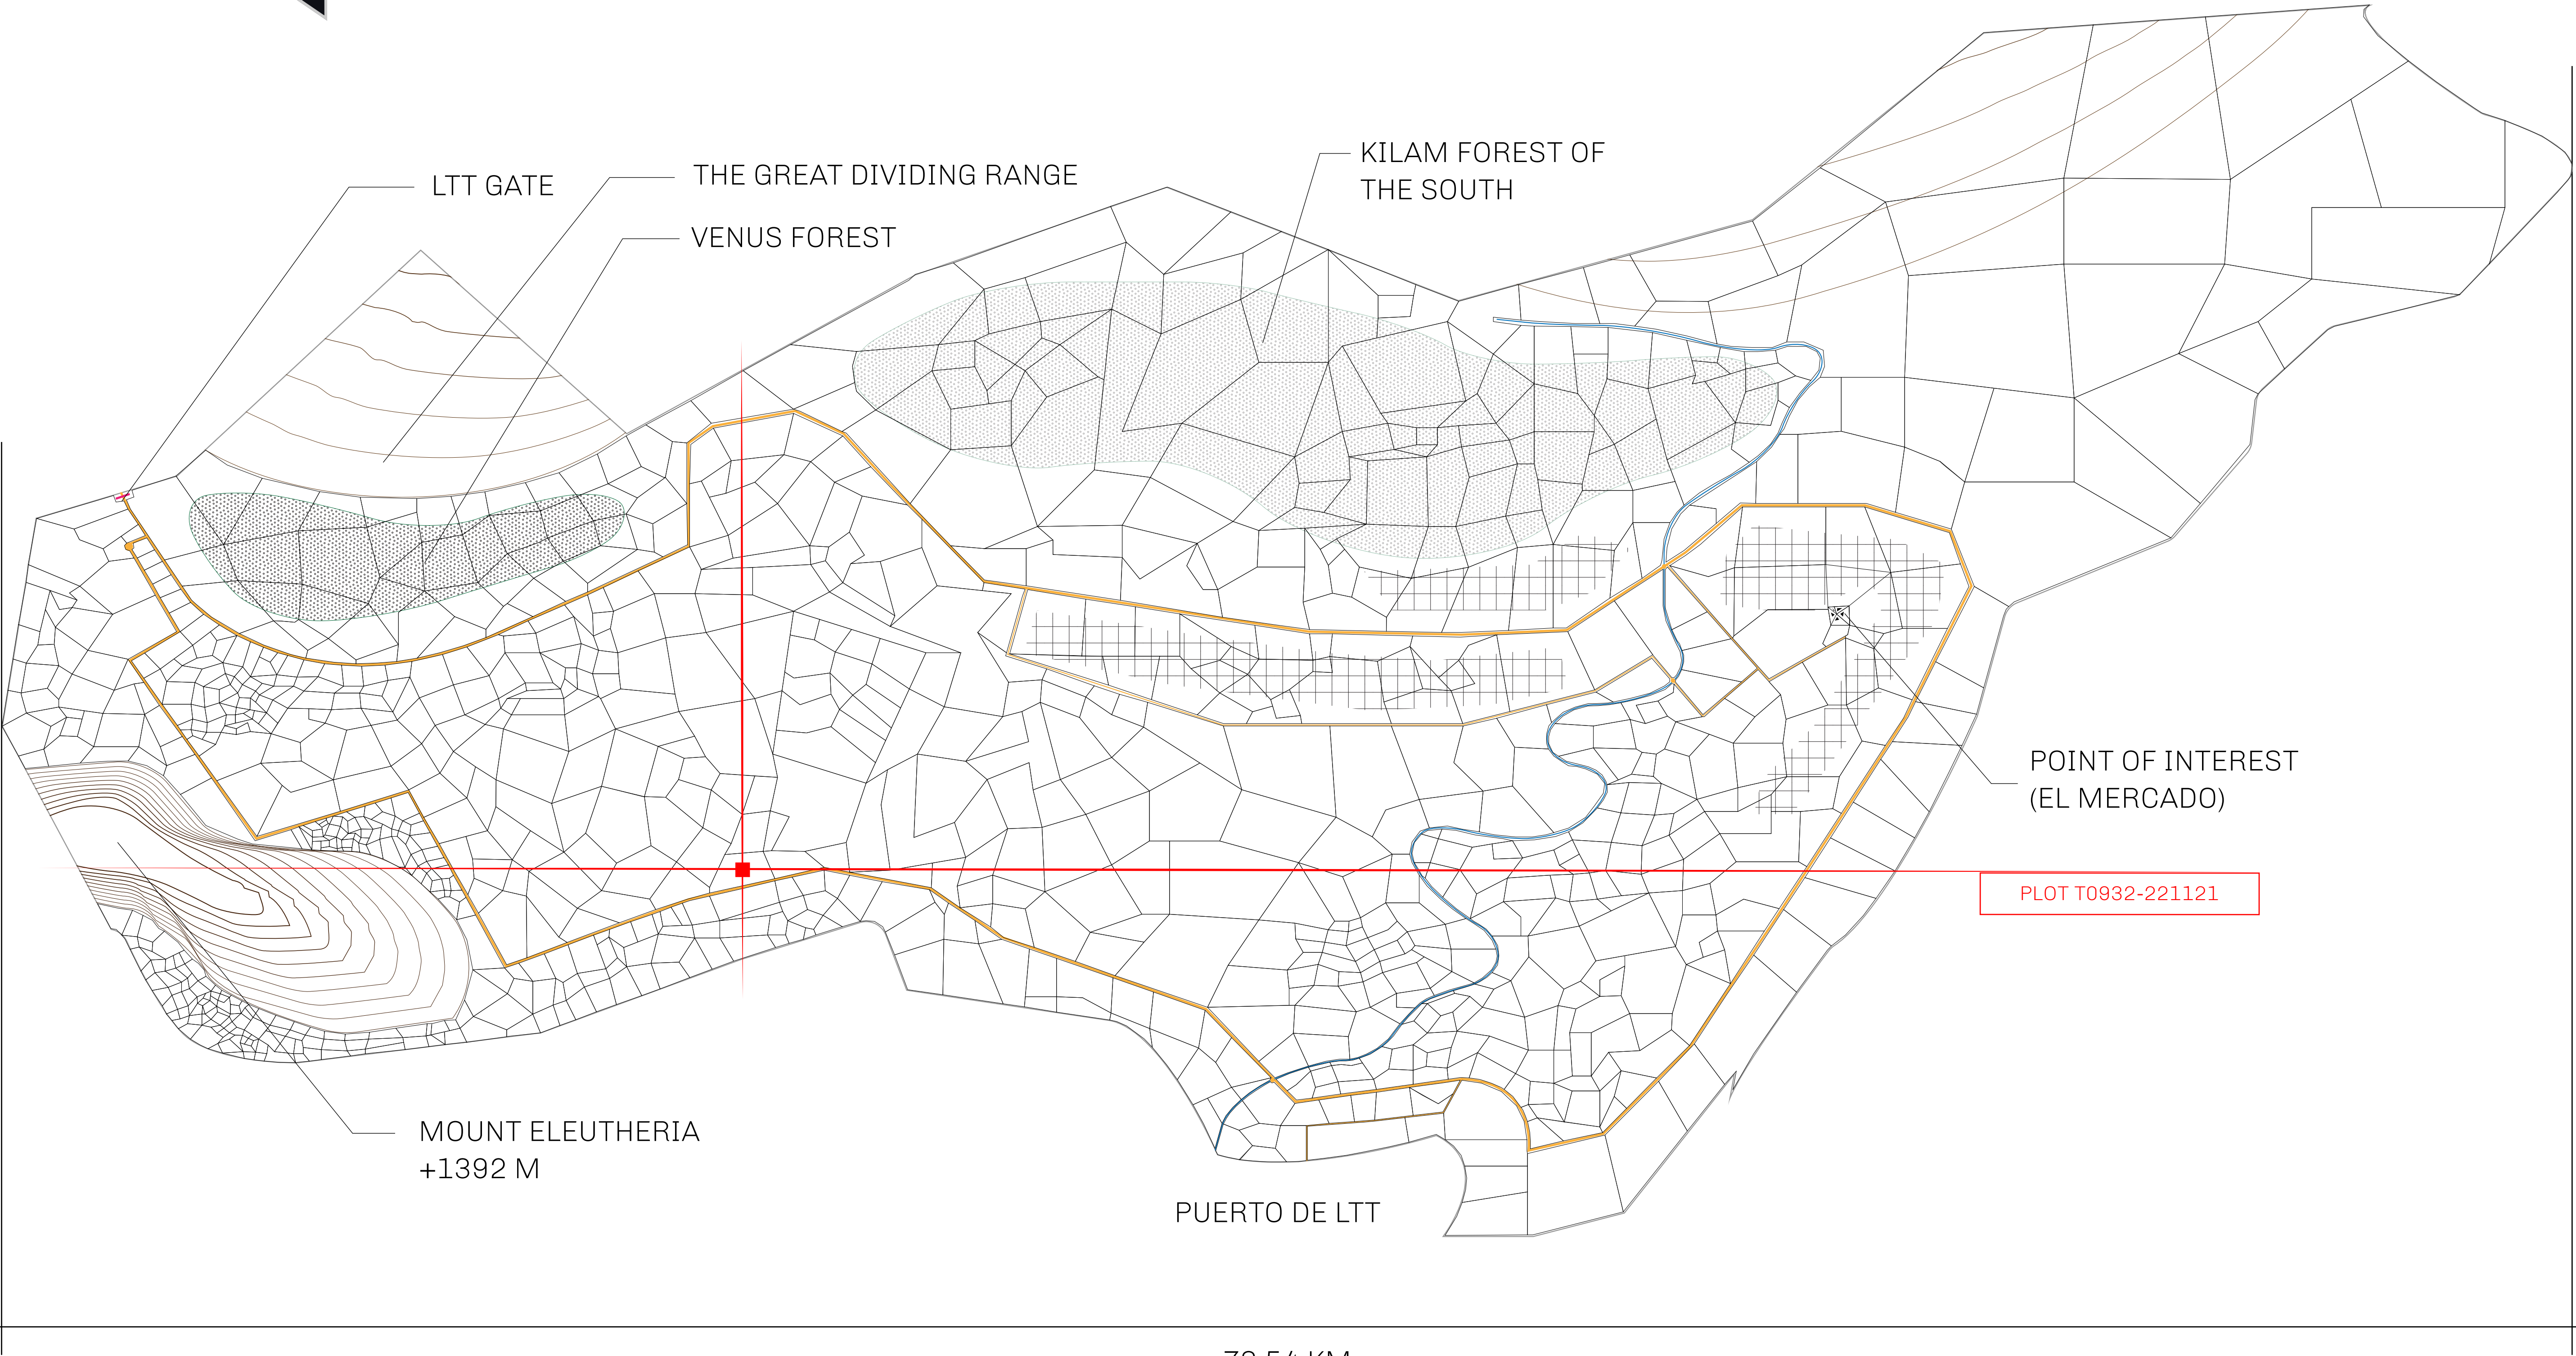 KILAM FOREST OF
THE SOUTH
THE GREAT DIVIDING RANGE
LTT GATE
VENUS FOREST
POINT OF INTEREST
(EL MERCADO)
PLOT T0932-221121
MOUNT ELEUTHERIA
+1392 M
PUERTO DE LTT
KM